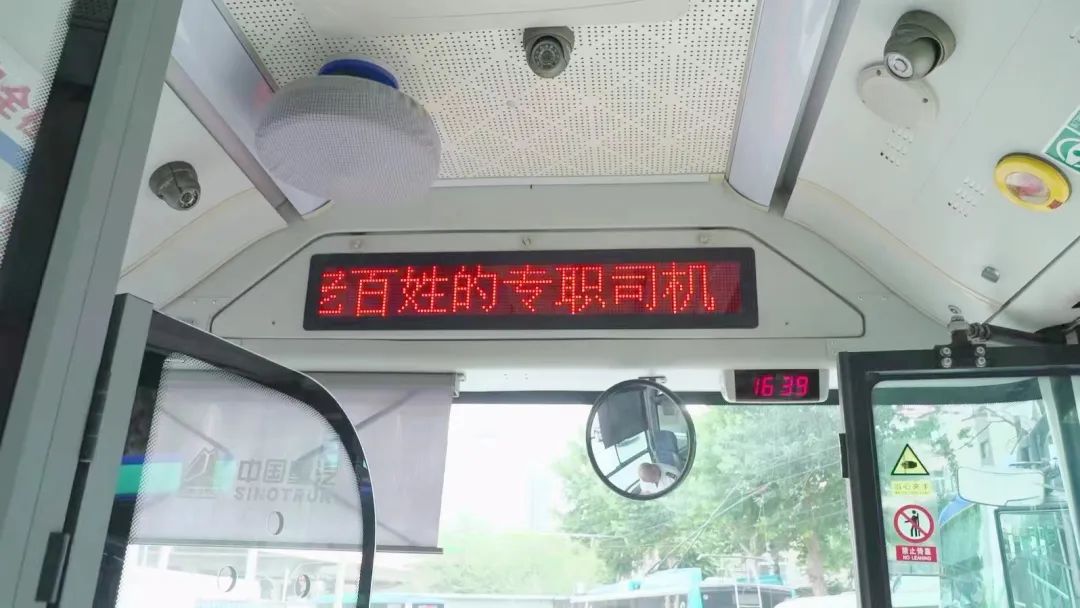 百姓的专职司机
16 39
中国重汽
SINOTRUK
当心夹手
禁止倚靠
NO LEANING